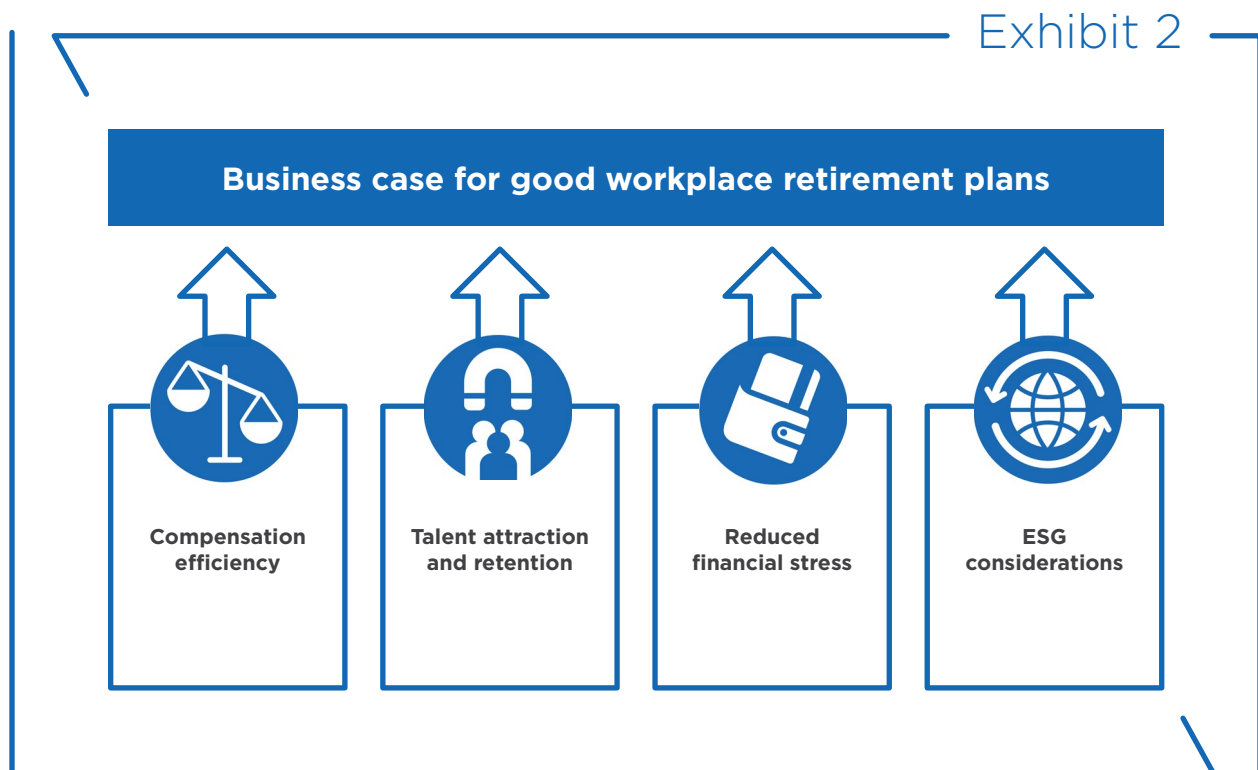 Exhibit 2
Business case for good workplace retirement plans
Compensation
efficiency
Talent attraction
and retention
Reduced
financial stress
ESG
considerations